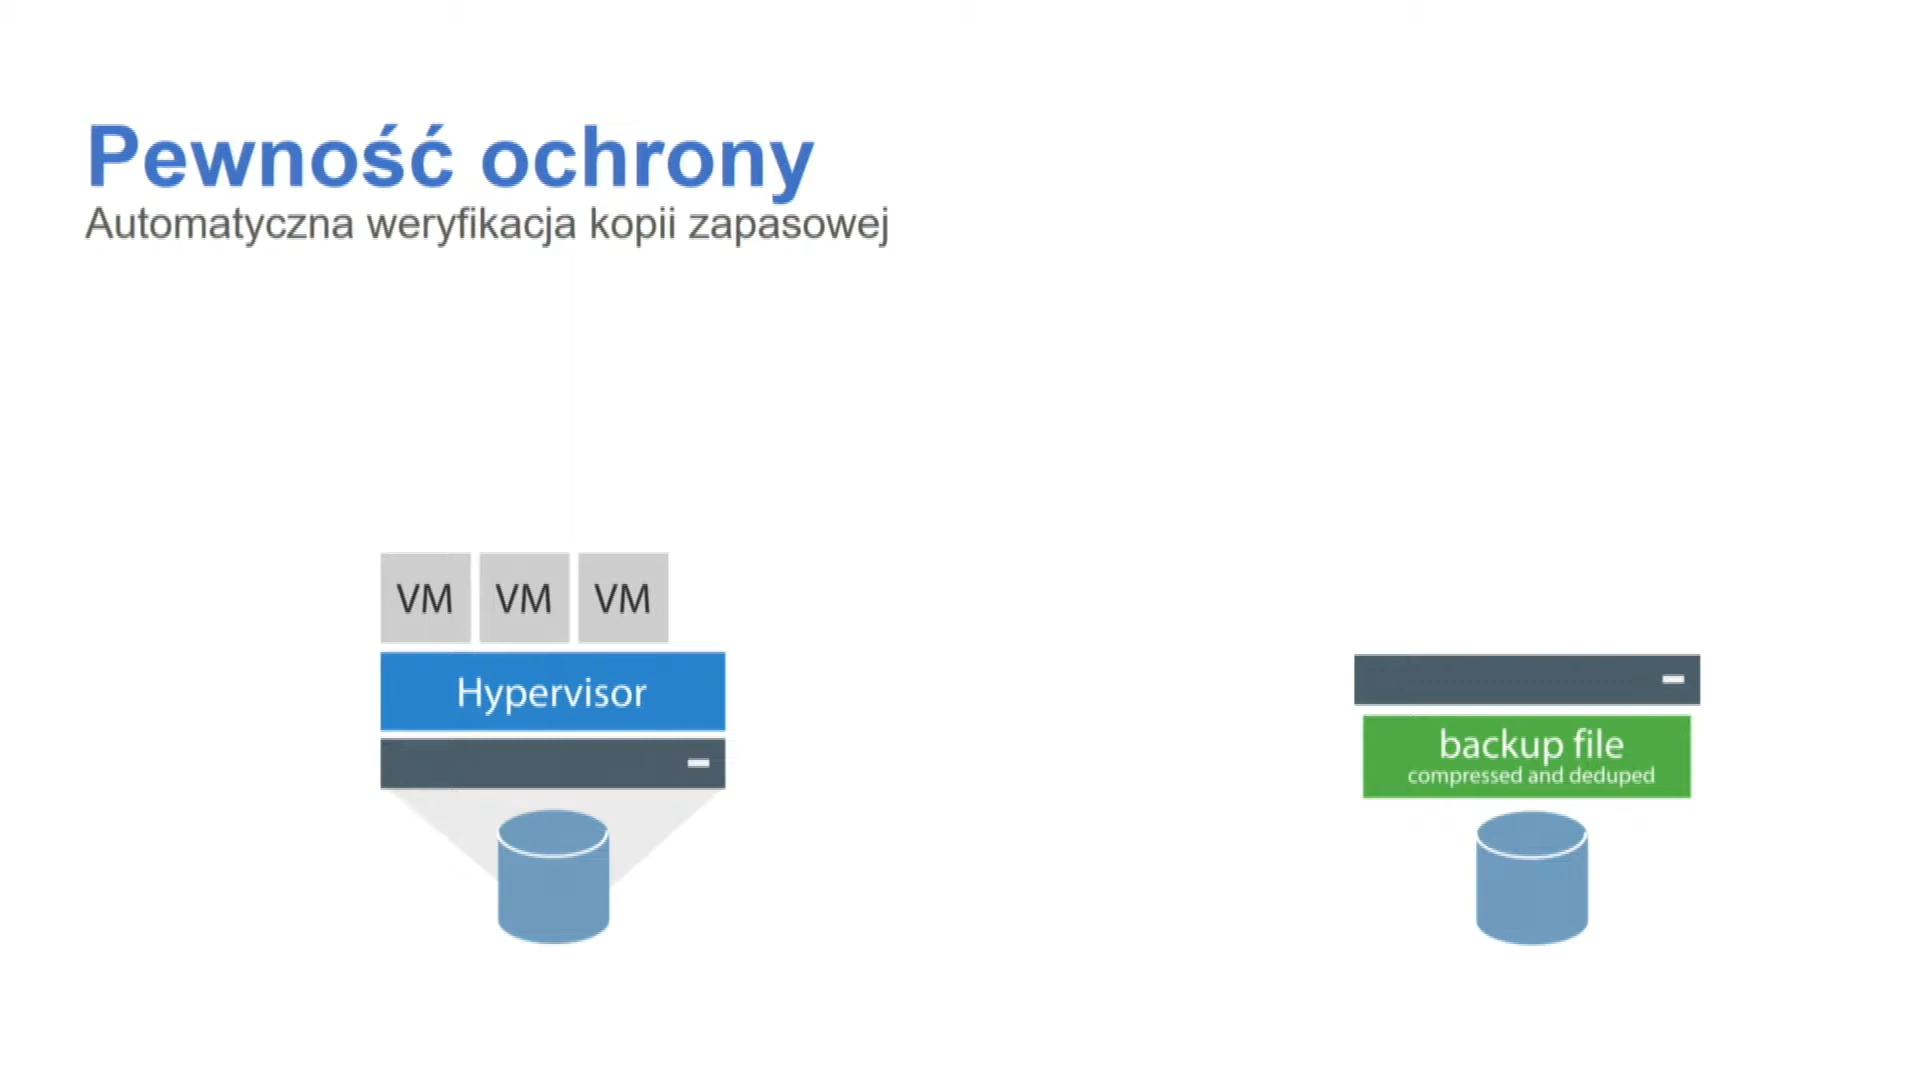 Pewność ochrony
Automatyczna weryfikacja kopii zapasowej
VM VM VM
Hypervisor
backup file
compressed and deduped